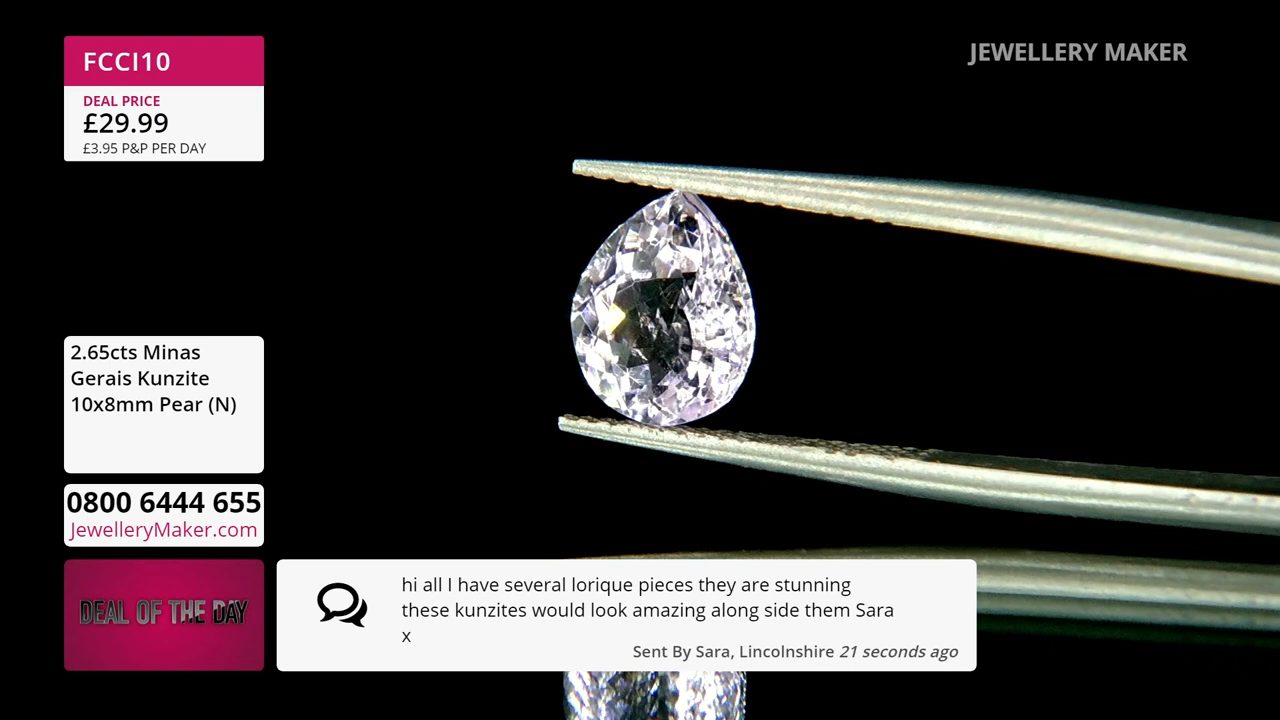 FCCI10
DEAL PRICE
£29.99
£3.95 P&P PER DAY
JEWELLERY MAKER
2.65cts Minas
Gerais Kunzite
10x8mm Pear (N)
0800 6444 655
JewelleryMaker.com
DEAL OF THE DAY
hi all I have several lorique pieces they are stunning
these kunzites would look amazing along side them Sara
x
Sent By Sara, Lincolnshire 21 seconds ago